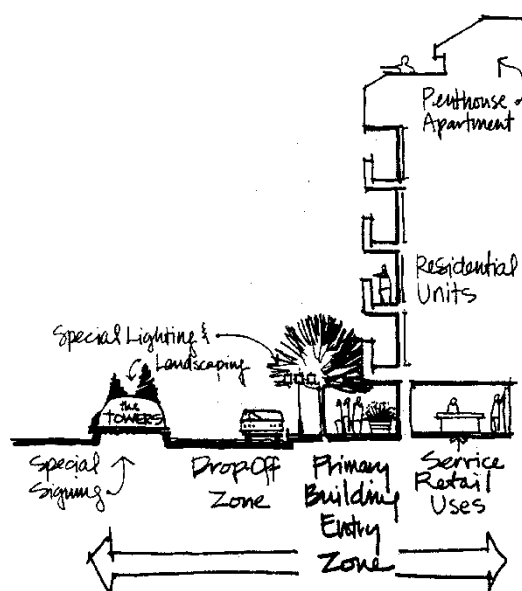 Penthouse
Apartment
Residential
Units
Special Lighting &
Landscaping
the
TOWERS
Special
Signing
Drop-Off
Zone
Primary
Building
Entry
Zone
Service
Retail
Uses